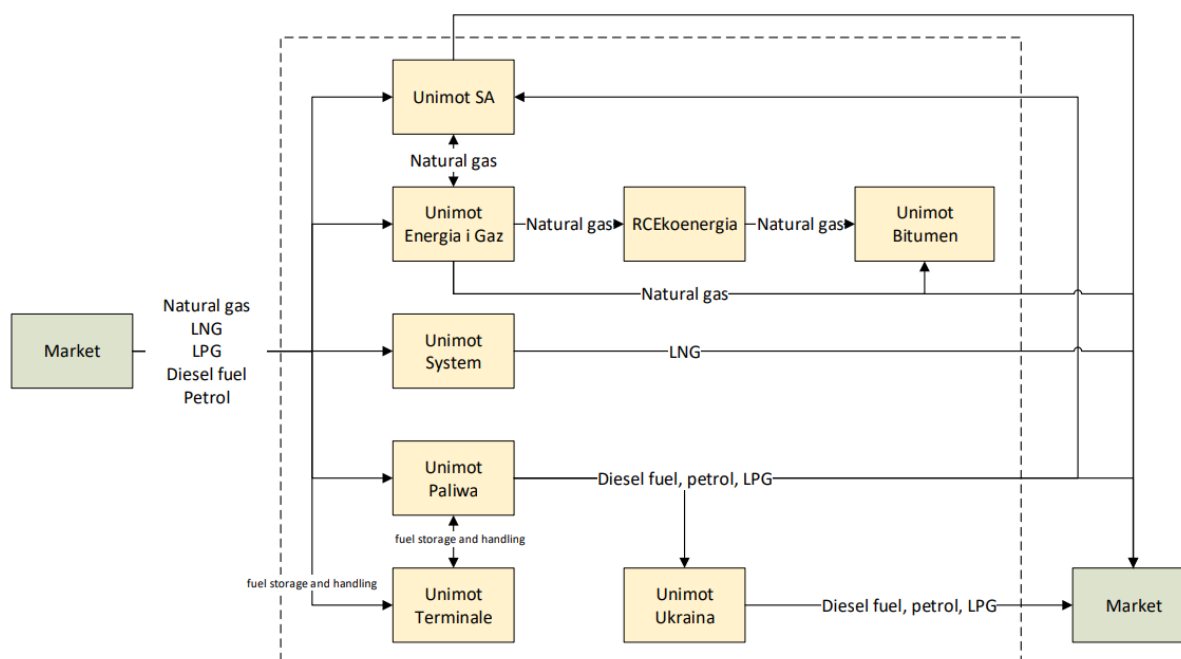 Unimot SA
Natural gas
Unimot
Energia i Gaz
Natural gas
RCEkoenergia
Natural gas
Unimot
Bitumen
Natural gas
Market
Natural gas
LNG
LPG
Diesel fuel
Petrol
Unimot
System
LNG
Unimot
Paliwa
Diesel fuel, petrol, LPG
fuel storage and handling
fuel storage and handling
Unimot
Terminale
Unimot
Ukraina
Diesel fuel, petrol, LPG
Market